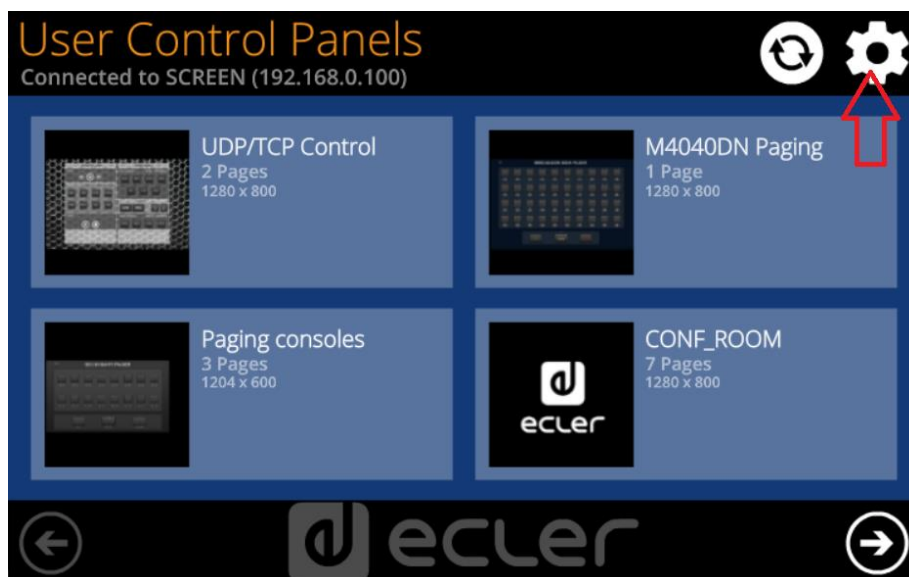 User Control Panels
Connected to SCREEN (192.168.0.100)
UDP/TCP Control
2 Pages
1280 x 800
M4040DN Paging
1 Page
1280 x 800
Paging consoles
3 Pages
1204 x 600
CONF_ROOM
7 Pages
1280 x 800
ecler
ecler